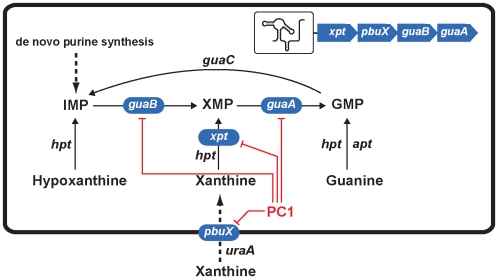 xpt pbuX guaB guaA
de novo purine synthesis
guaC
IMP guaB XMP guaA GMP
xpt
hpt hpt hpt apt
Hypoxanthine Xanthine Guanine
PC1
pbuX
uraA
Xanthine